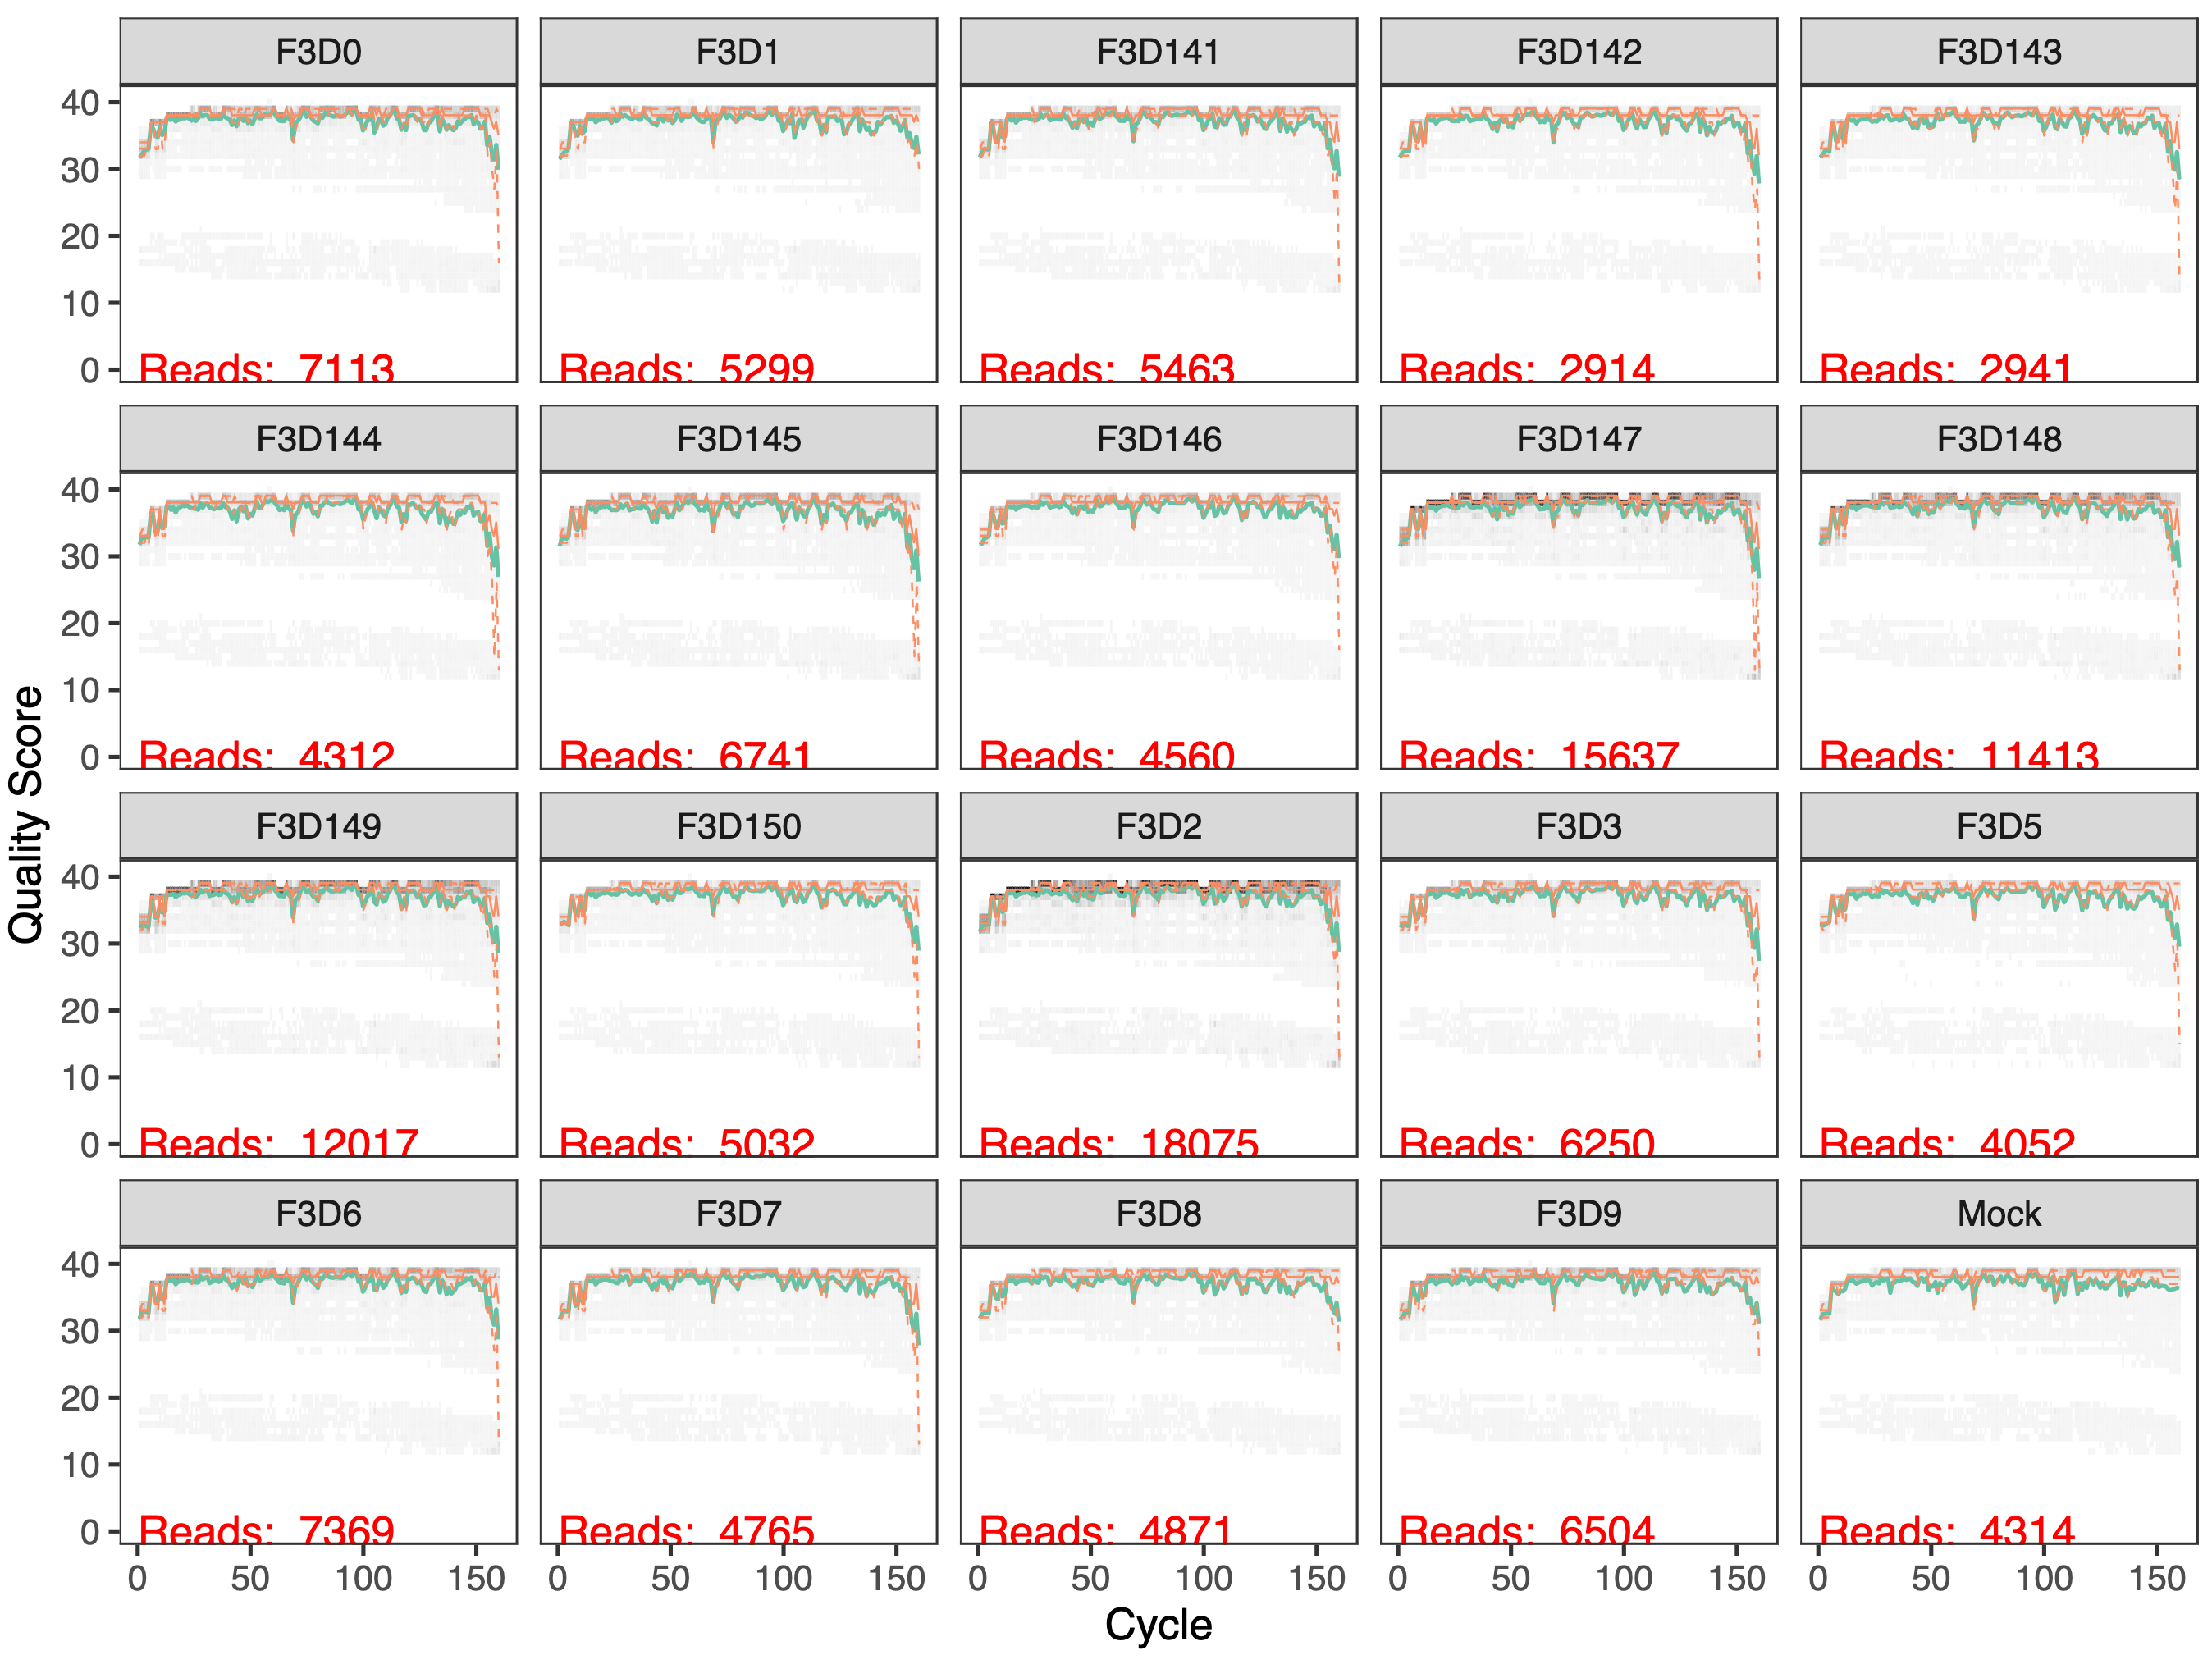 F3D0 F3D1 F3D141 F3D142 F3D143
40
30
20
10
0
Reads: 7113 Reads: 5299 Reads: 5463 Reads: 2914 Reads: 2941
F3D144 F3D145 F3D146 F3D147 F3D148
40
30
20
10
0
Reads: 4312 Reads: 6741 Reads: 4560 Reads: 15637 Reads: 11413
Quality Score
F3D149 F3D150 F3D2 F3D3 F3D5
40
30
20
10
0
Reads: 12017 Reads: 5032 Reads: 18075 Reads: 6250 Reads: 4052
F3D6 F3D7 F3D8 F3D9 Mock
40
30
20
10
0
Reads: 7369 Reads: 4765 Reads: 4871 Reads: 6504 Reads: 4314
0 50 100 150 0 50 100 150 0 50 100 150 0 50 100 150 0 50 100 150
Cycle